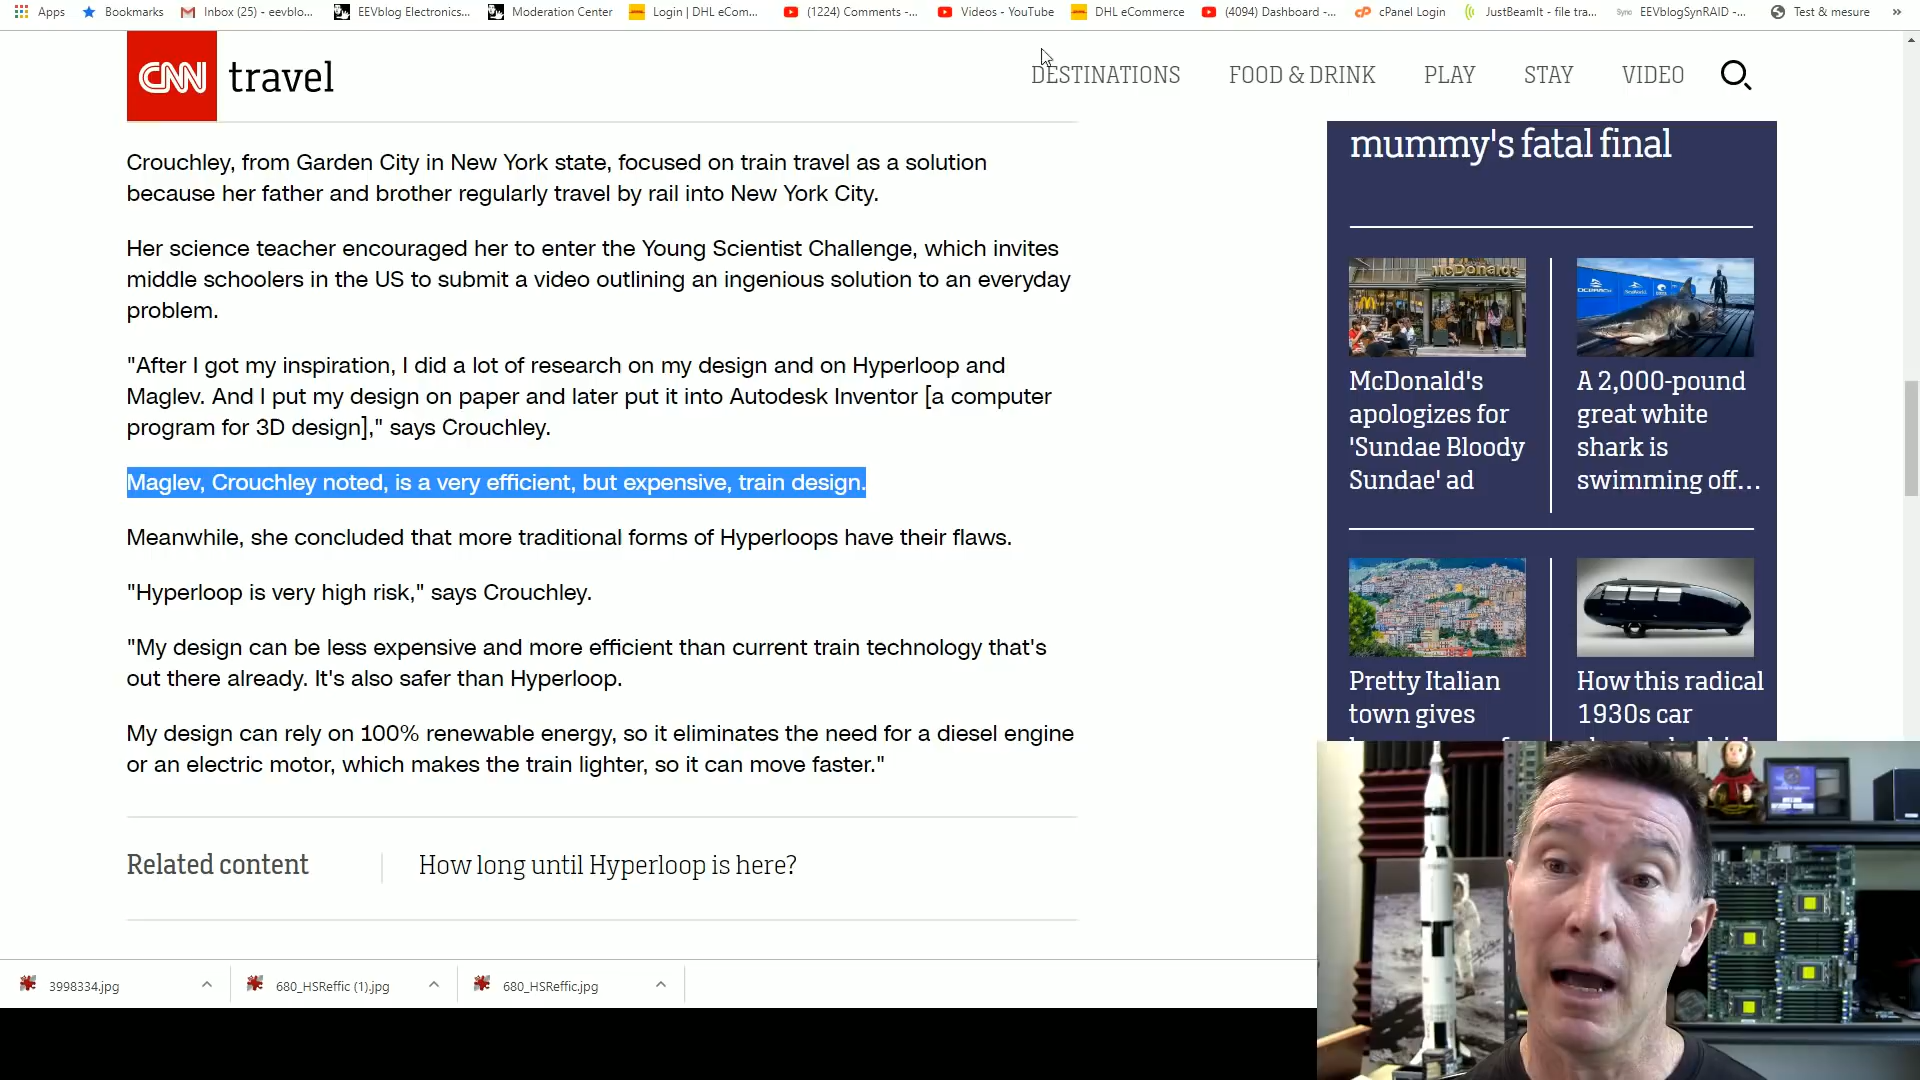 Apps Bookmarks Inbox (25) - eevblo... EEVblog Electronics... Moderation Center Login | DHL eCom... (1224) Comments -... Videos - YouTube DHL eCommerce (4094) Dashboard -... cPanel Login JustBeamIt - file tra... Syno EEVblogSynRAID -... Test & mesure »
CNN travel
DESTINATIONS FOOD & DRINK PLAY STAY VIDEO
Crouchley, from Garden City in New York state, focused on train travel as a solution
because her father and brother regularly travel by rail into New York City.
Her science teacher encouraged her to enter the Young Scientist Challenge, which invites
middle schoolers in the US to submit a video outlining an ingenious solution to an everyday
problem.
"After I got my inspiration, I did a lot of research on my design and on Hyperloop and
Maglev. And I put my design on paper and later put it into Autodesk Inventor [a computer
program for 3D design]," says Crouchley.
Maglev, Crouchley noted, is a very efficient, but expensive, train design.
Meanwhile, she concluded that more traditional forms of Hyperloops have their flaws.
"Hyperloop is very high risk," says Crouchley.
"My design can be less expensive and more efficient than current train technology that's
out there already. It's also safer than Hyperloop.
My design can rely on 100% renewable energy, so it eliminates the need for a diesel engine
or an electric motor, which makes the train lighter, so it can move faster."
Related content How long until Hyperloop is here?
mummy's fatal final
McDonald's
McDonald's
apologizes for
'Sundae Bloody
Sundae' ad
OCEARCH
A 2,000-pound
great white
shark is
swimming off...
Pretty Italian
town gives
How this radical
1930s car
3998334.jpg 680_HSReffic (1).jpg 680_HSReffic.jpg